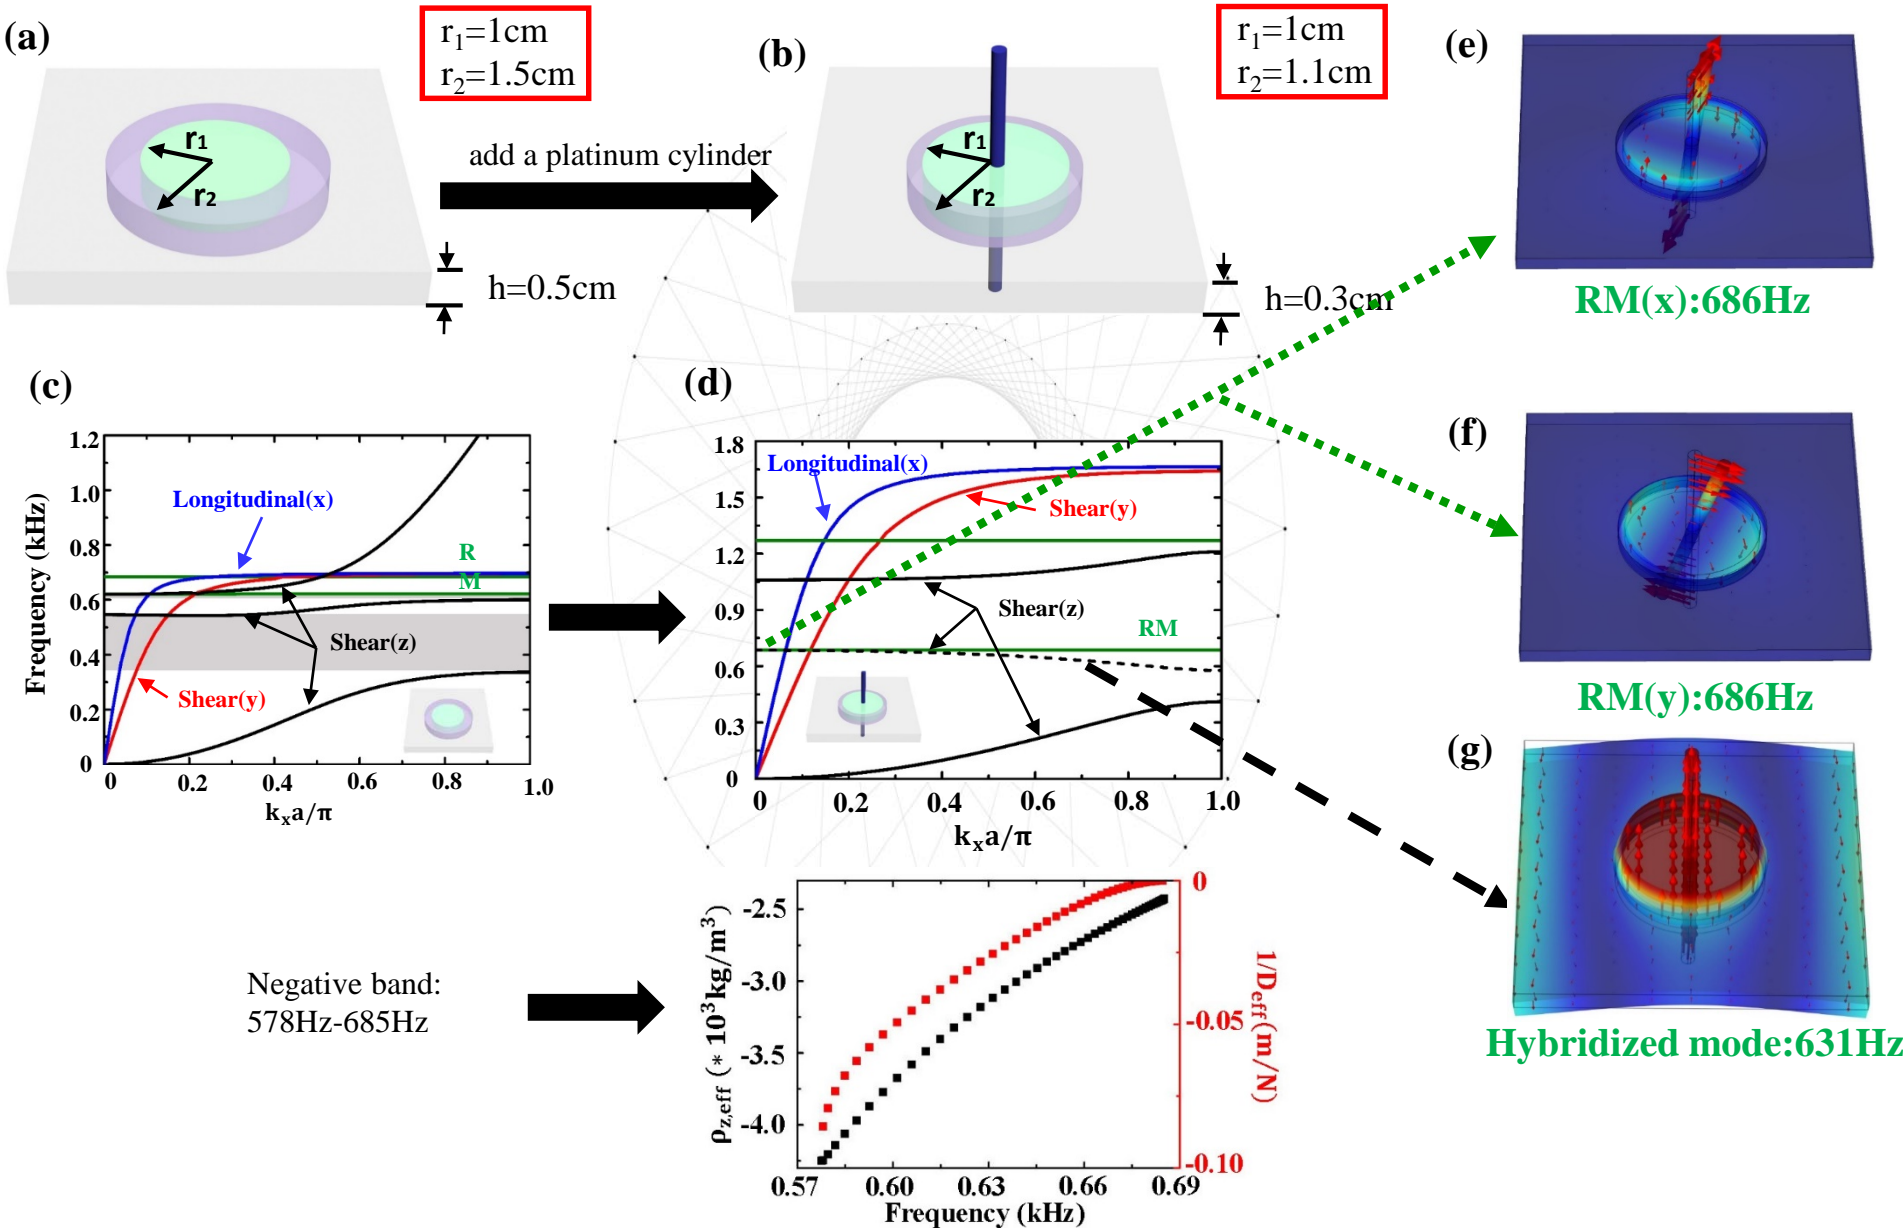 (a)
r1=1cm
r2=1.5cm
r1
r2
h=0.5cm
add a platinum cylinder
(b)
r1=1cm
r2=1.1cm
r1
r2
h=0.3cm
(e)
RM(x):686Hz
(c)
Frequency (kHz)
1.2
1.0
0.8
0.6
0.4
0.2
0
Longitudinal(x)
R
M
Shear(z)
Shear(y)
0
0.2
0.4
0.6
0.8
1.0
kxa/π
(d)
1.8
1.5
1.2
0.9
0.6
0.3
0
Longitudinal(x)
Shear(y)
Shear(z)
RM
0
0.2
0.4
0.6
0.8
1.0
kxa/π
(f)
RM(y):686Hz
(g)
Hybridized mode:631Hz
Negative band:
578Hz-685Hz
ρz,eff (* 10³kg/m³)
-2.5
-3.0
-3.5
-4.0
0
-0.05
-0.10
1/Deff(m/N)
0.57
0.60
0.63
0.66
0.69
Frequency (kHz)